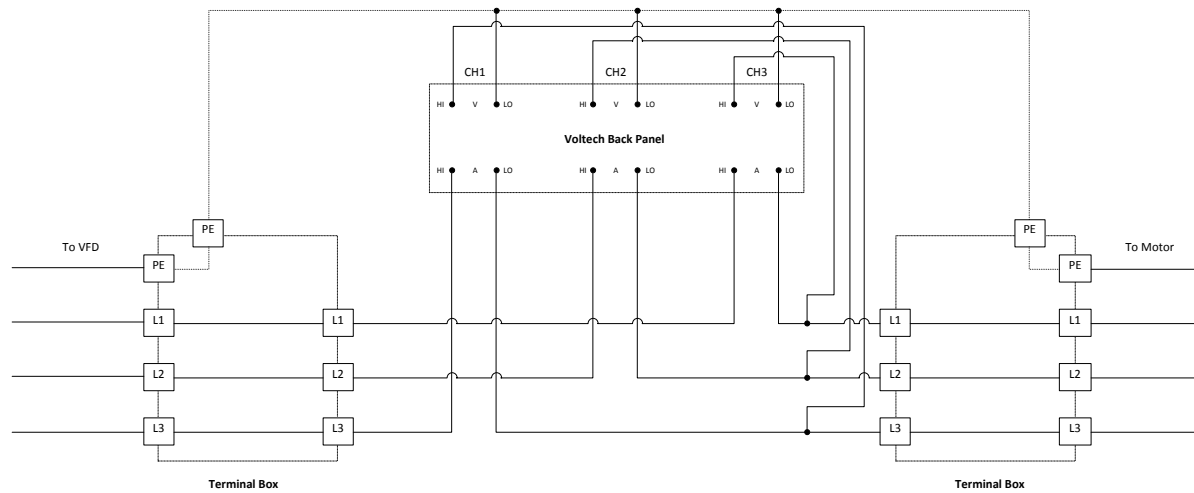 CH1 CH2 CH3
HI V LO HI V LO HI V LO
Voltech Back Panel
HI A LO HI A LO HI A LO
PE PE
To VFD To Motor
PE PE
L1 L1 L1 L1
L2 L2 L2 L2
L3 L3 L3 L3
Terminal Box Terminal Box